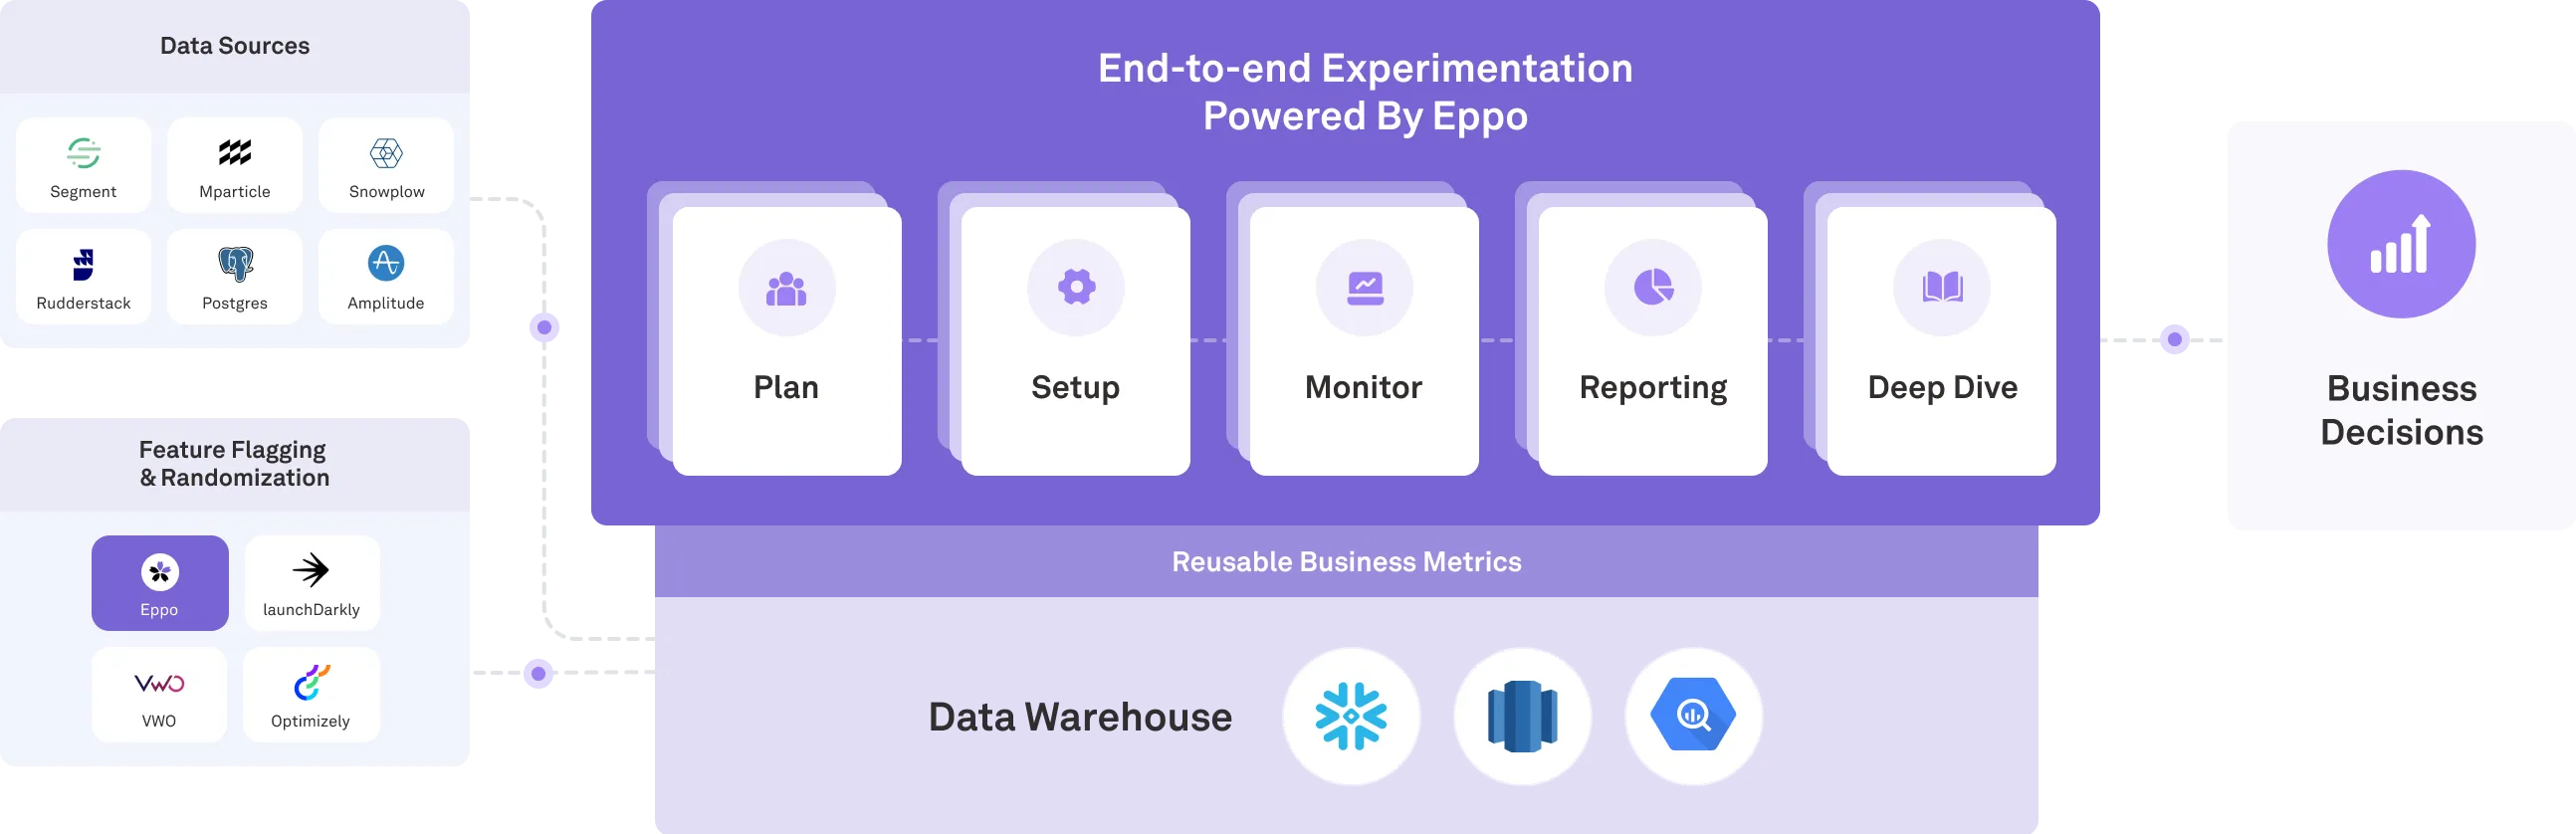 Data Sources
Segment
Mparticle
Snowplow
Rudderstack
Postgres
Amplitude
Feature Flagging
& Randomization
Eppo
launchDarkly
VWO
VWO
Optimizely
End-to-end Experimentation
Powered By Eppo
Plan
Setup
Monitor
Reporting
Deep Dive
Reusable Business Metrics
Data Warehouse
Business
Decisions